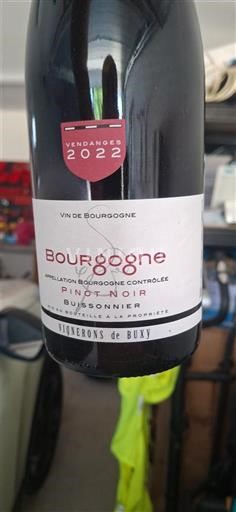 VENDANGES
2022
VIN DE BOURGOGNE
BOURGOGNE
APPELLATION BOURGOGNE CONTRÔLÉE
PINOT NOIR
BUISSONNIER
MIS EN BOUTEILLE A LA PROPRIÉTÉ
VIGNERONS de BUXY